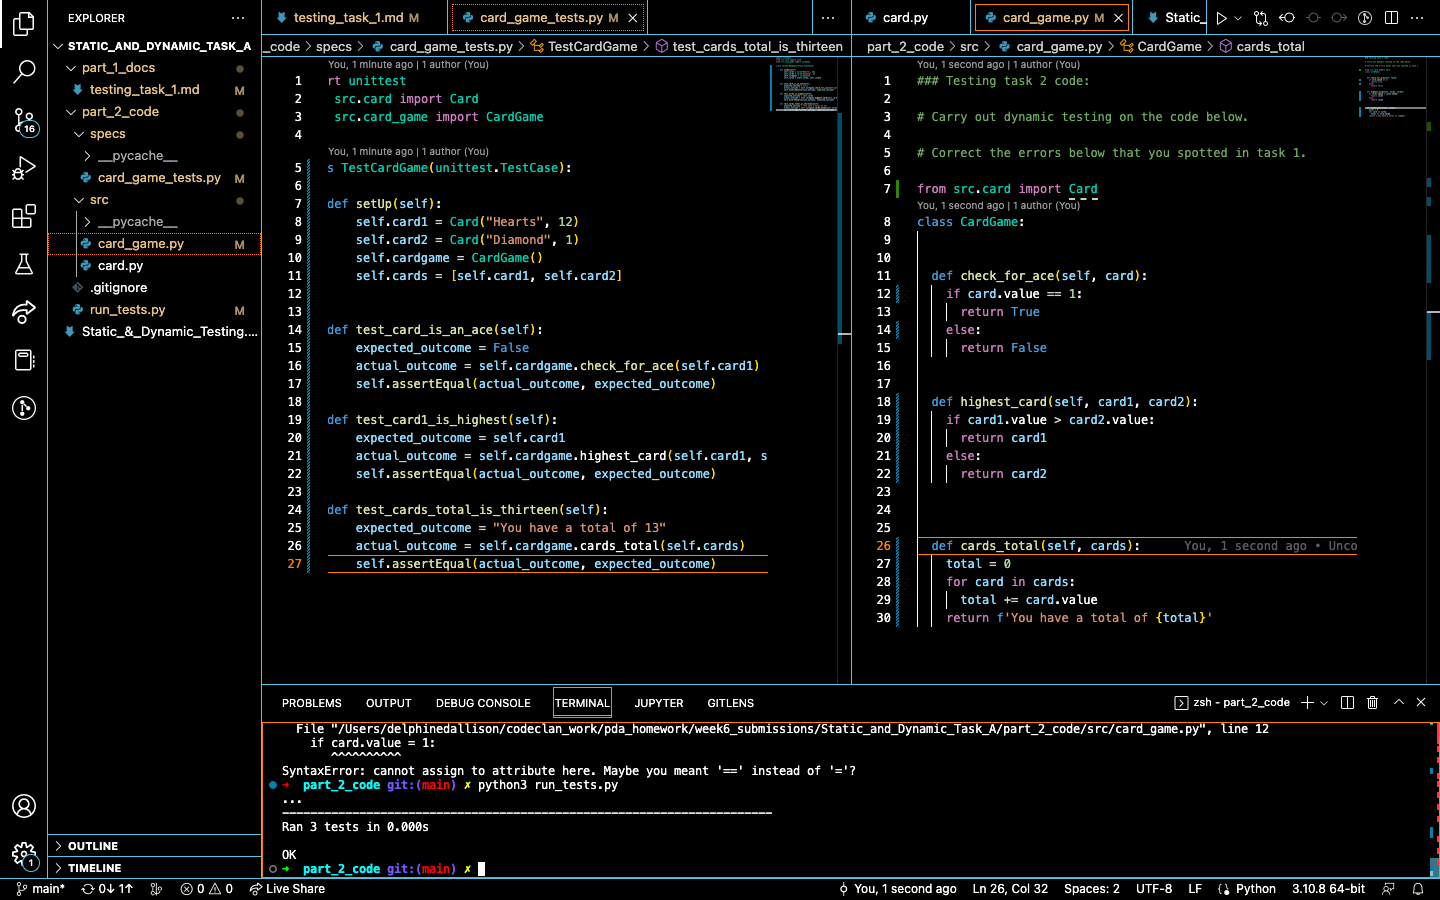 EXPLORER
STATIC_AND_DYNAMIC_TASK_A
part_1_docs
testing_task_1.md M
part_2_code
specs
__pycache__
card_game_tests.py M
src
__pycache__
card_game.py M
card.py
.gitignore
run_tests.py M
Static_&_Dynamic_Testing....
OUTLINE
TIMELINE
16
1
testing_task_1.md M
card_game_tests.py M
_code > specs > card_game_tests.py > TestCardGame > test_cards_total_is_thirteen
You, 1 minute ago | 1 author (You)
1 rt unittest
2 src.card import Card
3 src.card_game import CardGame
4
You, 1 minute ago | 1 author (You)
5 s TestCardGame(unittest.TestCase):
6
7 def setUp(self):
8 self.card1 = Card("Hearts", 12)
9 self.card2 = Card("Diamond", 1)
10 self.cardgame = CardGame()
11 self.cards = [self.card1, self.card2]
12
13
14 def test_card_is_an_ace(self):
15 expected_outcome = False
16 actual_outcome = self.cardgame.check_for_ace(self.card1)
17 self.assertEqual(actual_outcome, expected_outcome)
18
19 def test_card1_is_highest(self):
20 expected_outcome = self.card1
21 actual_outcome = self.cardgame.highest_card(self.card1, s
22 self.assertEqual(actual_outcome, expected_outcome)
23
24 def test_cards_total_is_thirteen(self):
25 expected_outcome = "You have a total of 13"
26 actual_outcome = self.cardgame.cards_total(self.cards)
27 self.assertEqual(actual_outcome, expected_outcome)
card.py
card_game.py M
Static_
part_2_code > src > card_game.py > CardGame > cards_total
You, 1 second ago | 1 author (You)
1 ### Testing task 2 code:
2
3 # Carry out dynamic testing on the code below.
4
5 # Correct the errors below that you spotted in task 1.
6
7 from src.card import Card
You, 1 second ago | 1 author (You)
8 class CardGame:
9
10
11 def check_for_ace(self, card):
12 if card.value == 1:
13 return True
14 else:
15 return False
16
17
18 def highest_card(self, card1, card2):
19 if card1.value > card2.value:
20 return card1
21 else:
22 return card2
23
24
25
26 def cards_total(self, cards): You, 1 second ago • Unco
27 total = 0
28 for card in cards:
29 total += card.value
30 return f'You have a total of {total}'
PROBLEMS OUTPUT DEBUG CONSOLE TERMINAL JUPYTER GITLENS
zsh - part_2_code
File "/Users/delphinedallison/codeclan_work/pda_homework/week6_submissions/Static_and_Dynamic_Task_A/part_2_code/src/card_game.py", line 12
if card.value = 1:
^^^^^^^^^^
SyntaxError: cannot assign to attribute here. Maybe you meant '==' instead of '='?
➜ part_2_code git:(main) ✗ python3 run_tests.py
...
----------------------------------------------------------------------
Ran 3 tests in 0.000s
OK
➜ part_2_code git:(main) ✗
main* 0↓ 1↑ 0 0 Live Share
You, 1 second ago Ln 26, Col 32 Spaces: 2 UTF-8 LF Python 3.10.8 64-bit